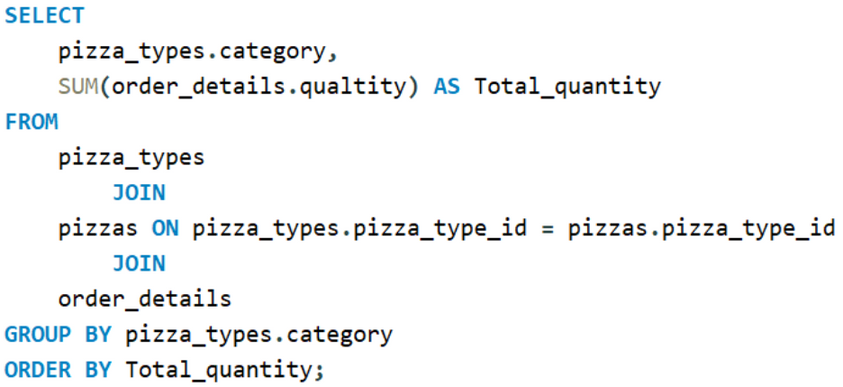 SELECT
pizza_types.category,
SUM(order_details.qualtity) AS Total_quantity
FROM
pizza_types
JOIN
pizzas ON pizza_types.pizza_type_id = pizzas.pizza_type_id
JOIN
order_details
GROUP BY pizza_types.category
ORDER BY Total_quantity;